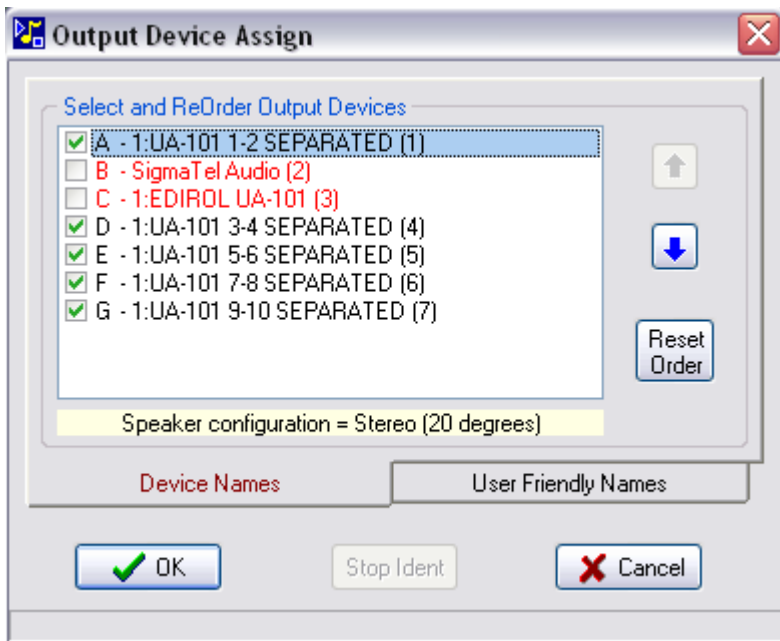 Output Device Assign
Select and ReOrder Output Devices
A - 1:UA-101 1-2 SEPARATED (1)
B - SigmaTel Audio (2)
C - 1:EDIROL UA-101 (3)
D - 1:UA-101 3-4 SEPARATED (4)
E - 1:UA-101 5-6 SEPARATED (5)
F - 1:UA-101 7-8 SEPARATED (6)
G - 1:UA-101 9-10 SEPARATED (7)
Reset
Order
Speaker configuration = Stereo (20 degrees)
Device Names
User Friendly Names
OK
Stop Ident
Cancel